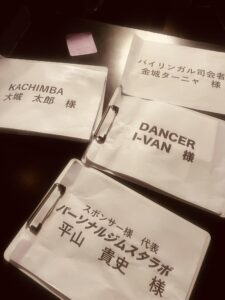 KACHIMBA
大城 太郎 様
バイリンガル司会者
金城ターニャ 様
DANCER
I-VAN 様
スポンサー様 代表
パーソナルジムスタラボ
平山 貴史 様